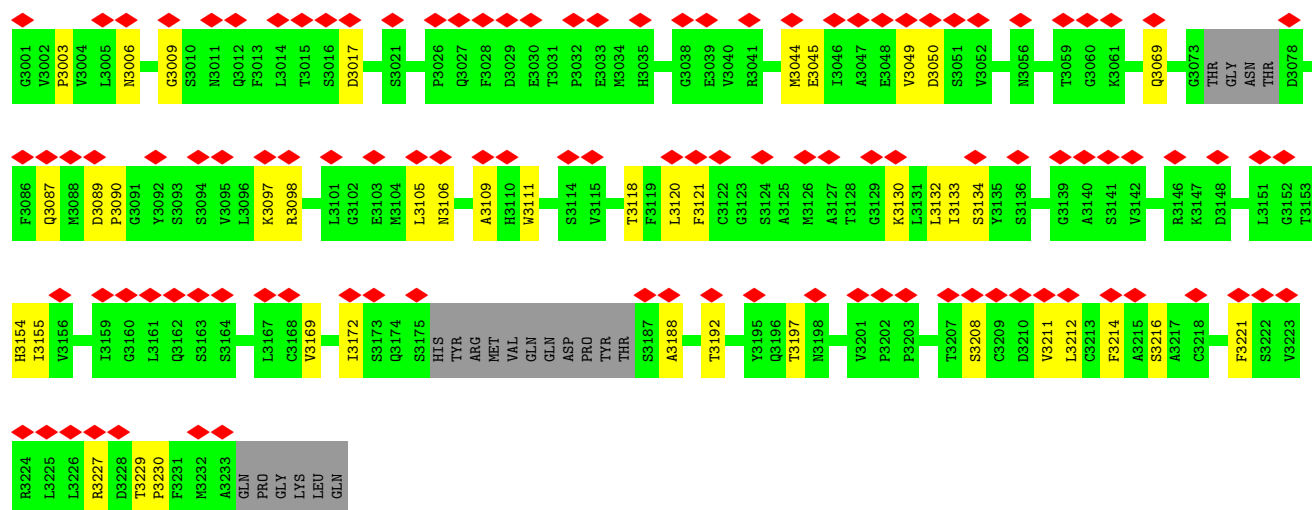 G3001 V3002 P3003 V3004 L3005 N3006 G3009 S3010 N3011 Q3012 F3013 L3014 T3015 S3016 D3017 S3021 P3026 Q3027 F3028 D3029 E3030 T3031 P3032 E3033 M3034 H3035 G3038 E3039 V3040 R3041 M3044 E3045 I3046 A3047 E3048 V3049 D3050 S3051 V3052 N3056 T3059 G3060 K3061 Q3069 G3073 THR GLY ASN THR D3078
F3086 Q3087 M3088 D3089 P3090 G3091 Y3092 S3093 S3094 V3095 L3096 K3097 R3098 L3101 G3102 E3103 M3104 L3105 N3106 A3109 H3110 W3111 S3114 V3115 T3118 F3119 L3120 F3121 C3122 G3123 S3124 A3125 M3126 A3127 T3128 G3129 K3130 L3131 L3132 I3133 S3134 Y3135 S3136 G3139 A3140 S3141 V3142 R3146 K3147 D3148 L3151 G3152 T3153
H3154 I3155 V3156 I3159 G3160 L3161 Q3162 S3163 S3164 L3167 C3168 V3169 I3172 S3173 Q3174 S3175 HIS TYR ARG MET VAL GLN GLN ASP PRO TYR THR S3187 A3188 T3192 Y3195 Q3196 T3197 N3198 V3201 P3202 P3203 T3207 S3208 C3209 D3210 V3211 L3212 C3213 F3214 A3215 S3216 A3217 C3218 F3221 S3222 V3223
R3224 L3225 L3226 R3227 D3228 T3229 P3230 F3231 M3232 A3233 GLN PRO GLY LYS LEU GLN